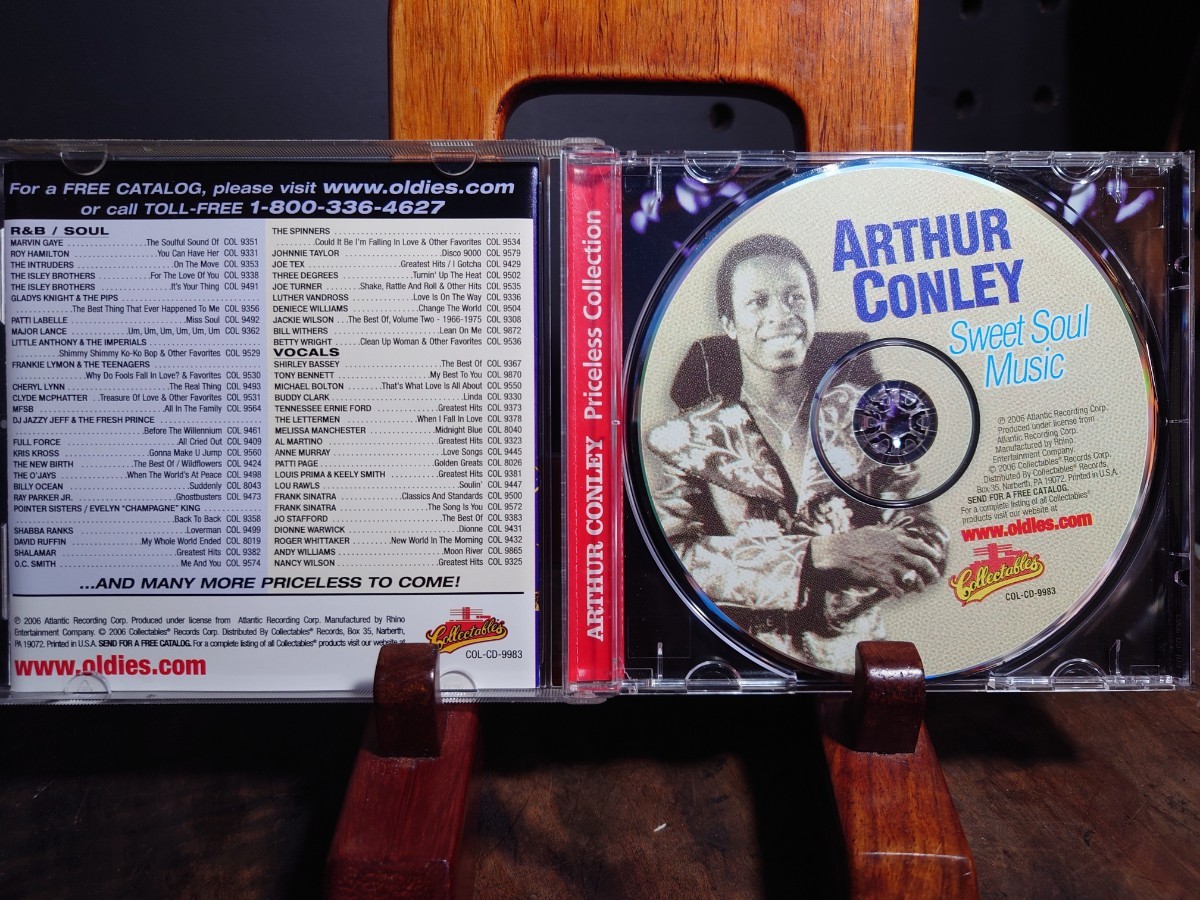 For a FREE CATALOG, please visit www.oldies.com
or call TOLL-FREE 1-800-336-4627
R&B / SOUL
MARVIN GAYE ........ The Soulful Sound Of COL 9351
ROY HAMILTON ........ You Can Have Her COL 9331
THE INTRUDERS ........ On The Move COL 9353
THE ISLEY BROTHERS ........ For The Love Of You COL 9338
THE ISLEY BROTHERS ........ It's Your Thing COL 9491
GLADYS KNIGHT & THE PIPS ........
........ The Best Thing That Ever Happened To Me COL 9356
PATTI LABELLE ........ Miss Soul COL 9492
MAJOR LANCE ........ Um, Um, Um, Um, Um, Um COL 9362
LITTLE ANTHONY & THE IMPERIALS ........
........ Shimmy Shimmy Ko-Ko Bop & Other Favorites COL 9529
FRANKIE LYMON & THE TEENAGERS ........
........ Why Do Fools Fall In Love? & Favorites COL 9530
CHERYL LYNN ........ The Real Thing COL 9493
CLYDE MCPHATTER ........ Treasure Of Love & Other Favorites COL 9531
MFSB ........ All In The Family COL 9564
DJ JAZZY JEFF & THE FRESH PRINCE ........
........ Before The Willennium COL 9461
FULL FORCE ........ All Cried Out COL 9409
KRIS KROSS ........ Gonna Make U Jump COL 9560
THE NEW BIRTH ........ The Best Of / Wildflowers COL 9424
THE O'JAYS ........ When The World's At Peace COL 9498
BILLY OCEAN ........ Suddenly COL 8043
RAY PARKER JR. ........ Ghostbusters COL 9473
POINTER SISTERS / EVELYN "CHAMPAGNE" KING ........
........ Back To Back COL 9358
SHABBA RANKS ........ Loverman COL 9499
DAVID RUFFIN ........ My Whole World Ended COL 8019
SHALAMAR ........ Greatest Hits COL 9382
O.C. SMITH ........ Me And You COL 9574
THE SPINNERS
........ Could It Be I'm Falling In Love & Other Favorites COL 9534
JOHNNIE TAYLOR ........ Disco 9000 COL 9579
JOE TEX ........ Greatest Hits / I Gotcha COL 9429
THREE DEGREES ........ Turnin' Up The Heat COL 9502
JOE TURNER ........ Shake, Rattle And Roll & Other Hits COL 9535
LUTHER VANDROSS ........ Love Is On The Way COL 9336
DENIECE WILLIAMS ........ Change The World COL 9504
JACKIE WILSON ........ The Best Of, Volume Two - 1966-1975 COL 9308
BILL WITHERS ........ Lean On Me COL 9872
BETTY WRIGHT ........ Clean Up Woman & Other Favorites COL 9536
VOCALS
SHIRLEY BASSEY ........ The Best Of COL 9367
TONY BENNETT ........ My Best To You COL 9870
MICHAEL BOLTON ........ That's What Love Is All About COL 9550
BUDDY CLARK ........ Linda COL 9330
TENNESSEE ERNIE FORD ........ Greatest Hits COL 9373
THE LETTERMEN ........ When I Fall In Love COL 9378
MELISSA MANCHESTER ........ Midnight Blue COL 8040
AL MARTINO ........ Greatest Hits COL 9323
ANNE MURRAY ........ Love Songs COL 9445
PATTI PAGE ........ Golden Greats COL 8026
LOUIS PRIMA & KEELY SMITH ........ Greatest Hits COL 9381
LOU RAWLS ........ Soulin' COL 9447
FRANK SINATRA ........ Classics And Standards COL 9500
FRANK SINATRA ........ The Song Is You COL 9572
JO STAFFORD ........ The Best Of COL 9383
DIONNE WARWICK ........ Dionne COL 9431
ROGER WHITTAKER ........ New World In The Morning COL 9432
ANDY WILLIAMS ........ Moon River COL 9865
NANCY WILSON ........ Greatest Hits COL 9325
...AND MANY MORE PRICELESS TO COME!
℗ 2006 Atlantic Recording Corp. Produced under license from Atlantic Recording Corp. Manufactured by Rhino
Entertainment Company. © 2006 Collectables® Records Corp. Distributed By Collectables® Records, Box 35, Narberth,
PA 19072. Printed in U.S.A. SEND FOR A FREE CATALOG. For a complete listing of all Collectables® products visit our website at
www.oldies.com
Collectables®
COL-CD-9983
ARTHUR CONLEY Priceless Collection
ARTHUR
CONLEY
Sweet Soul
Music
℗ 2006 Atlantic Recording Corp.
Produced under license from
Atlantic Recording Corp.
Manufactured by Rhino
Entertainment Company.
© 2006 Collectables® Records Corp.
Distributed By Collectables® Records,
Box 35, Narberth, PA 19072. Printed in U.S.A.
SEND FOR A FREE CATALOG.
For a complete listing of all Collectables®
products visit our website at
www.oldies.com
Collectables®
COL-CD-9983